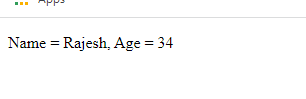 Apps
Name = Rajesh, Age = 34